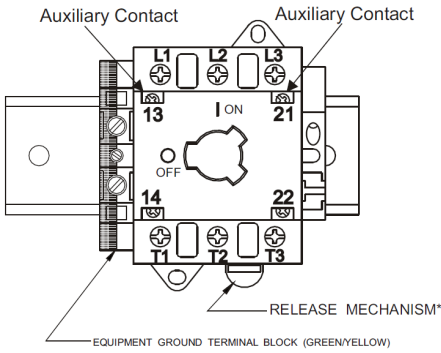 Auxiliary Contact
Auxiliary Contact
L1 L2 L3
13 21
I ON
OFF
14 22
T1 T2 T3
RELEASE MECHANISM*
EQUIPMENT GROUND TERMINAL BLOCK (GREEN/YELLOW)